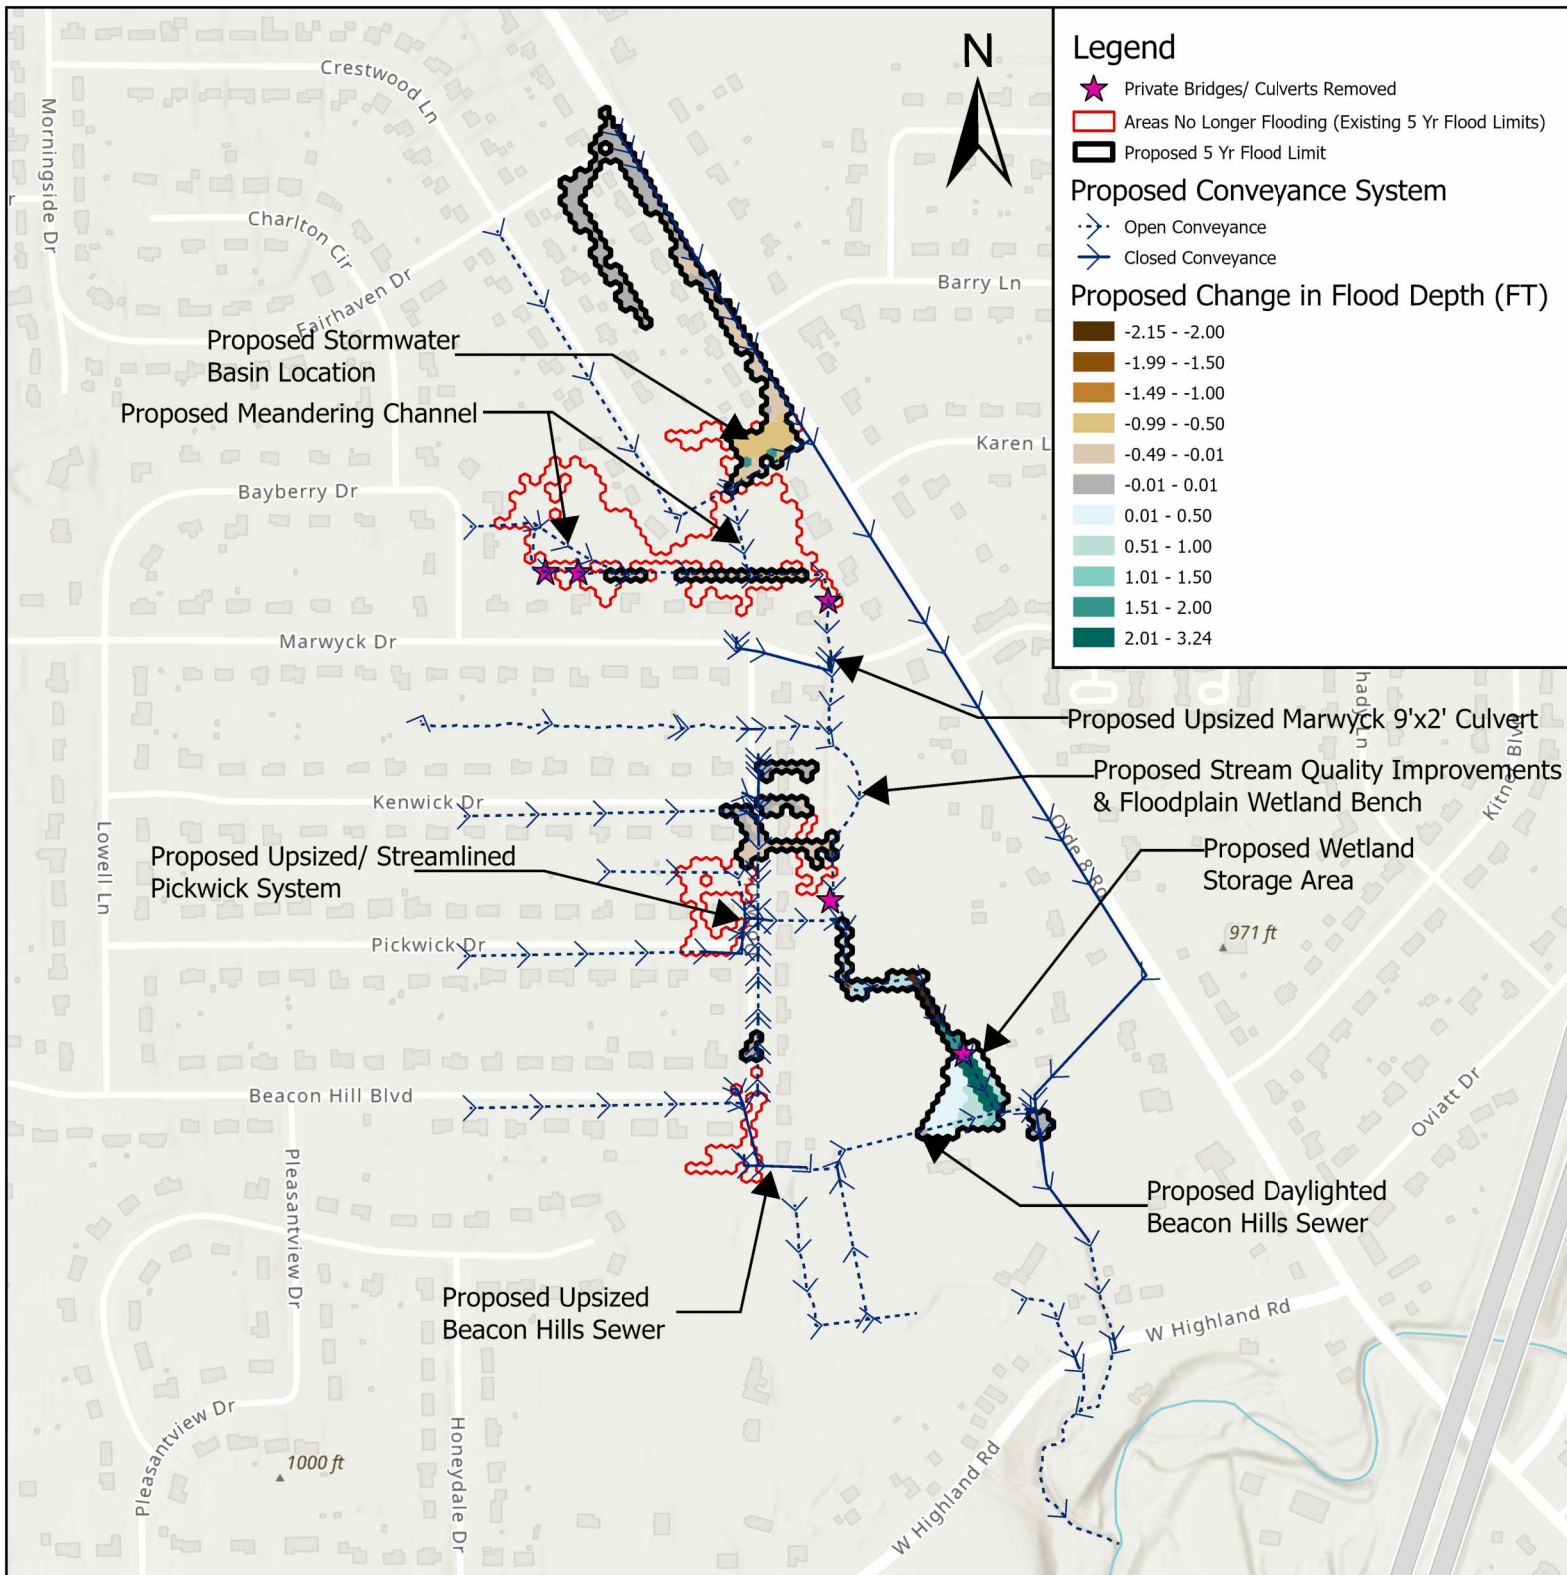 N
Legend
Private Bridges/ Culverts Removed
Areas No Longer Flooding (Existing 5 Yr Flood Limits)
Proposed 5 Yr Flood Limit
Proposed Conveyance System
Open Conveyance
Closed Conveyance
Proposed Change in Flood Depth (FT)
-2.15 - -2.00
-1.99 - -1.50
-1.49 - -1.00
-0.99 - -0.50
-0.49 - -0.01
-0.01 - 0.01
0.01 - 0.50
0.51 - 1.00
1.01 - 1.50
1.51 - 2.00
2.01 - 3.24
Crestwood Ln
Morningside Dr
Charlton Cir
Fairhaven Dr
Barry Ln
Proposed Stormwater
Basin Location
Proposed Meandering Channel
Karen L
Bayberry Dr
Marwyck Dr
hady Ln
Proposed Upsized Marwyck 9'x2' Culvert
Kitner Blvd
Proposed Stream Quality Improvements
& Floodplain Wetland Bench
Kenwick Dr
Lowell Ln
Olde 8 Rd
Proposed Upsized/ Streamlined
Pickwick System
Proposed Wetland
Storage Area
Pickwick Dr
971 ft
Beacon Hill Blvd
Oviatt Dr
Pleasantview Dr
Proposed Daylighted
Beacon Hills Sewer
Proposed Upsized
Beacon Hills Sewer
W Highland Rd
Pleasantview Dr
1000 ft
Honeydale Dr
W Highland Rd